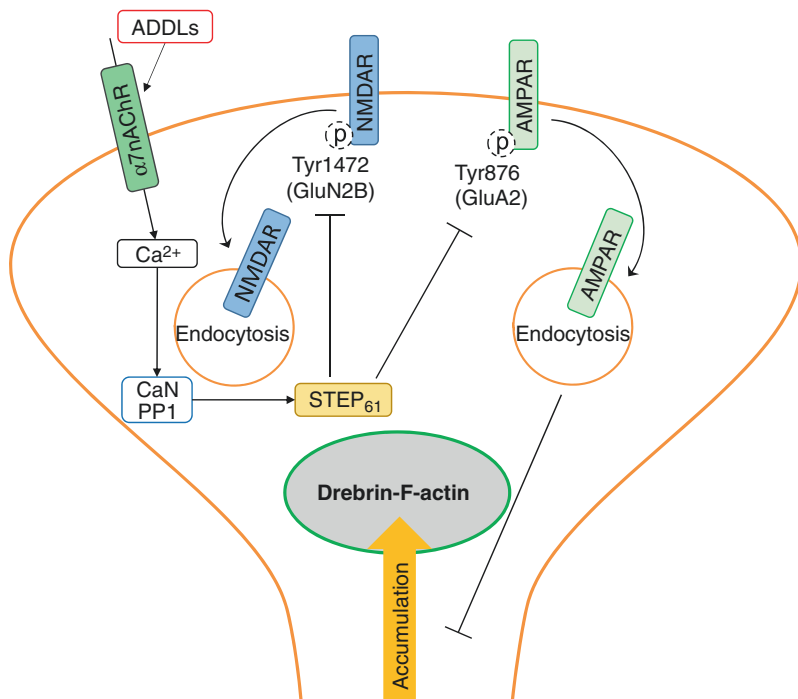 ADDLs
α7nAChR
Ca²⁺
CaN
PP1
STEP₆₁
NMDAR
p
Tyr1472
(GluN2B)
NMDAR
Endocytosis
AMPAR
p
Tyr876
(GluA2)
AMPAR
Endocytosis
Drebrin-F-actin
Accumulation